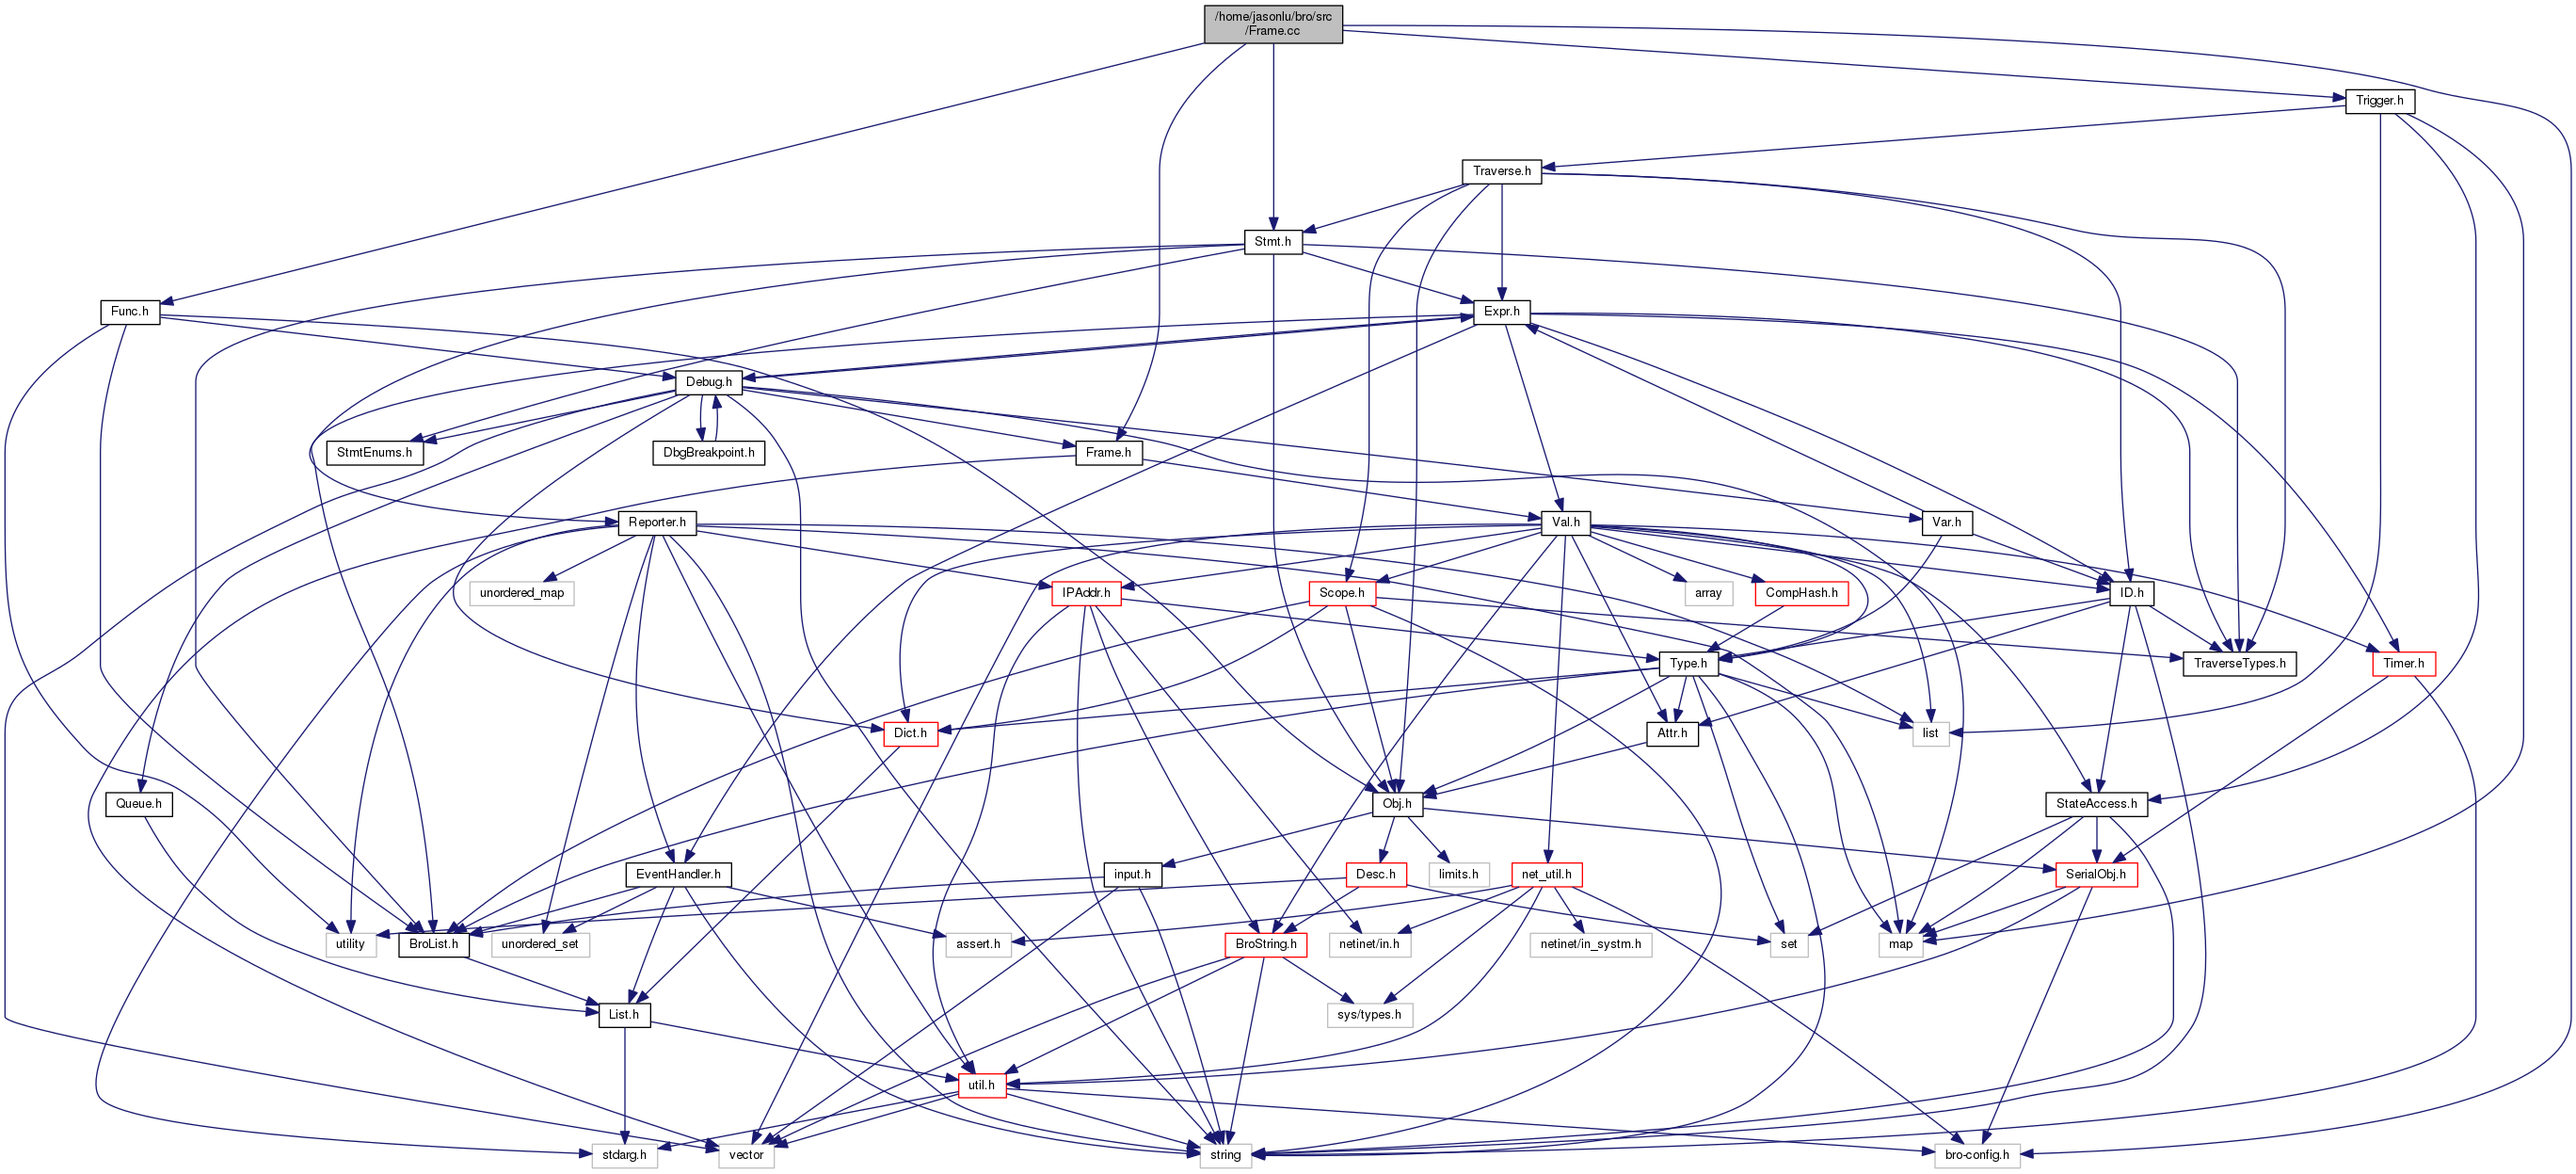 /home/jasonlu/bro/src
/Frame.cc
Trigger.h
Traverse.h
Stmt.h
Func.h
Expr.h
Debug.h
StmtEnums.h
DbgBreakpoint.h
Frame.h
Reporter.h
Val.h
Var.h
unordered_map
IPAddr.h
Scope.h
array
CompHash.h
ID.h
Type.h
TraverseTypes.h
Timer.h
Dict.h
Attr.h
list
Queue.h
Obj.h
StateAccess.h
EventHandler.h
input.h
Desc.h
limits.h
net_util.h
SerialObj.h
utility
BroList.h
unordered_set
assert.h
BroString.h
netinet/in.h
netinet/in_systm.h
set
map
List.h
sys/types.h
util.h
stdarg.h
vector
string
bro-config.h